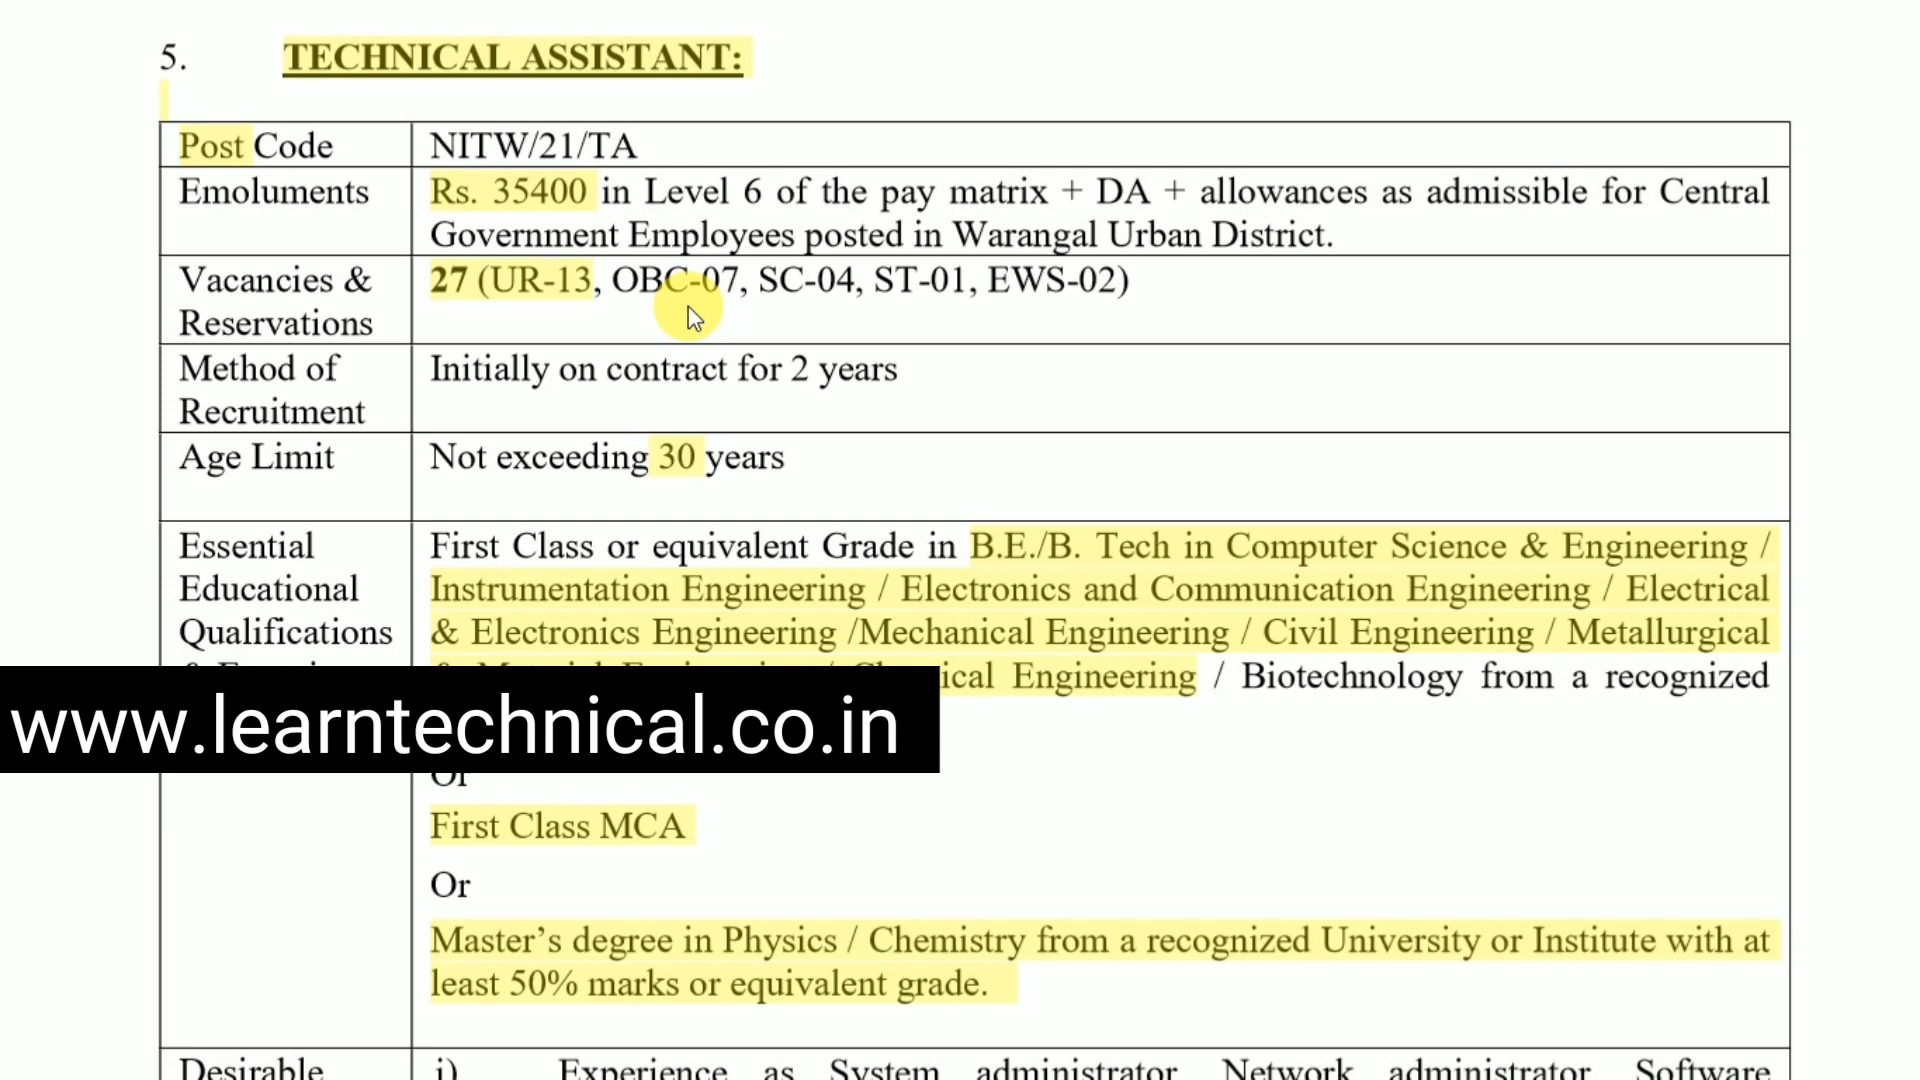 5. TECHNICAL ASSISTANT:
Post Code NITW/21/TA
Emoluments Rs. 35400 in Level 6 of the pay matrix + DA + allowances as admissible for Central
Government Employees posted in Warangal Urban District.
Vacancies & 27 (UR-13, OBC-07, SC-04, ST-01, EWS-02)
Reservations
Method of Initially on contract for 2 years
Recruitment
Age Limit Not exceeding 30 years
Essential First Class or equivalent Grade in B.E./B. Tech in Computer Science & Engineering /
Educational Instrumentation Engineering / Electronics and Communication Engineering / Electrical
Qualifications & Electronics Engineering /Mechanical Engineering / Civil Engineering / Metallurgical
Engineering / Biotechnology from a recognized
www.learntechnical.co.in
Or
First Class MCA
Or
Master’s degree in Physics / Chemistry from a recognized University or Institute with at
least 50% marks or equivalent grade.
Desirable i) Experience as System administrator, Network administrator, Software